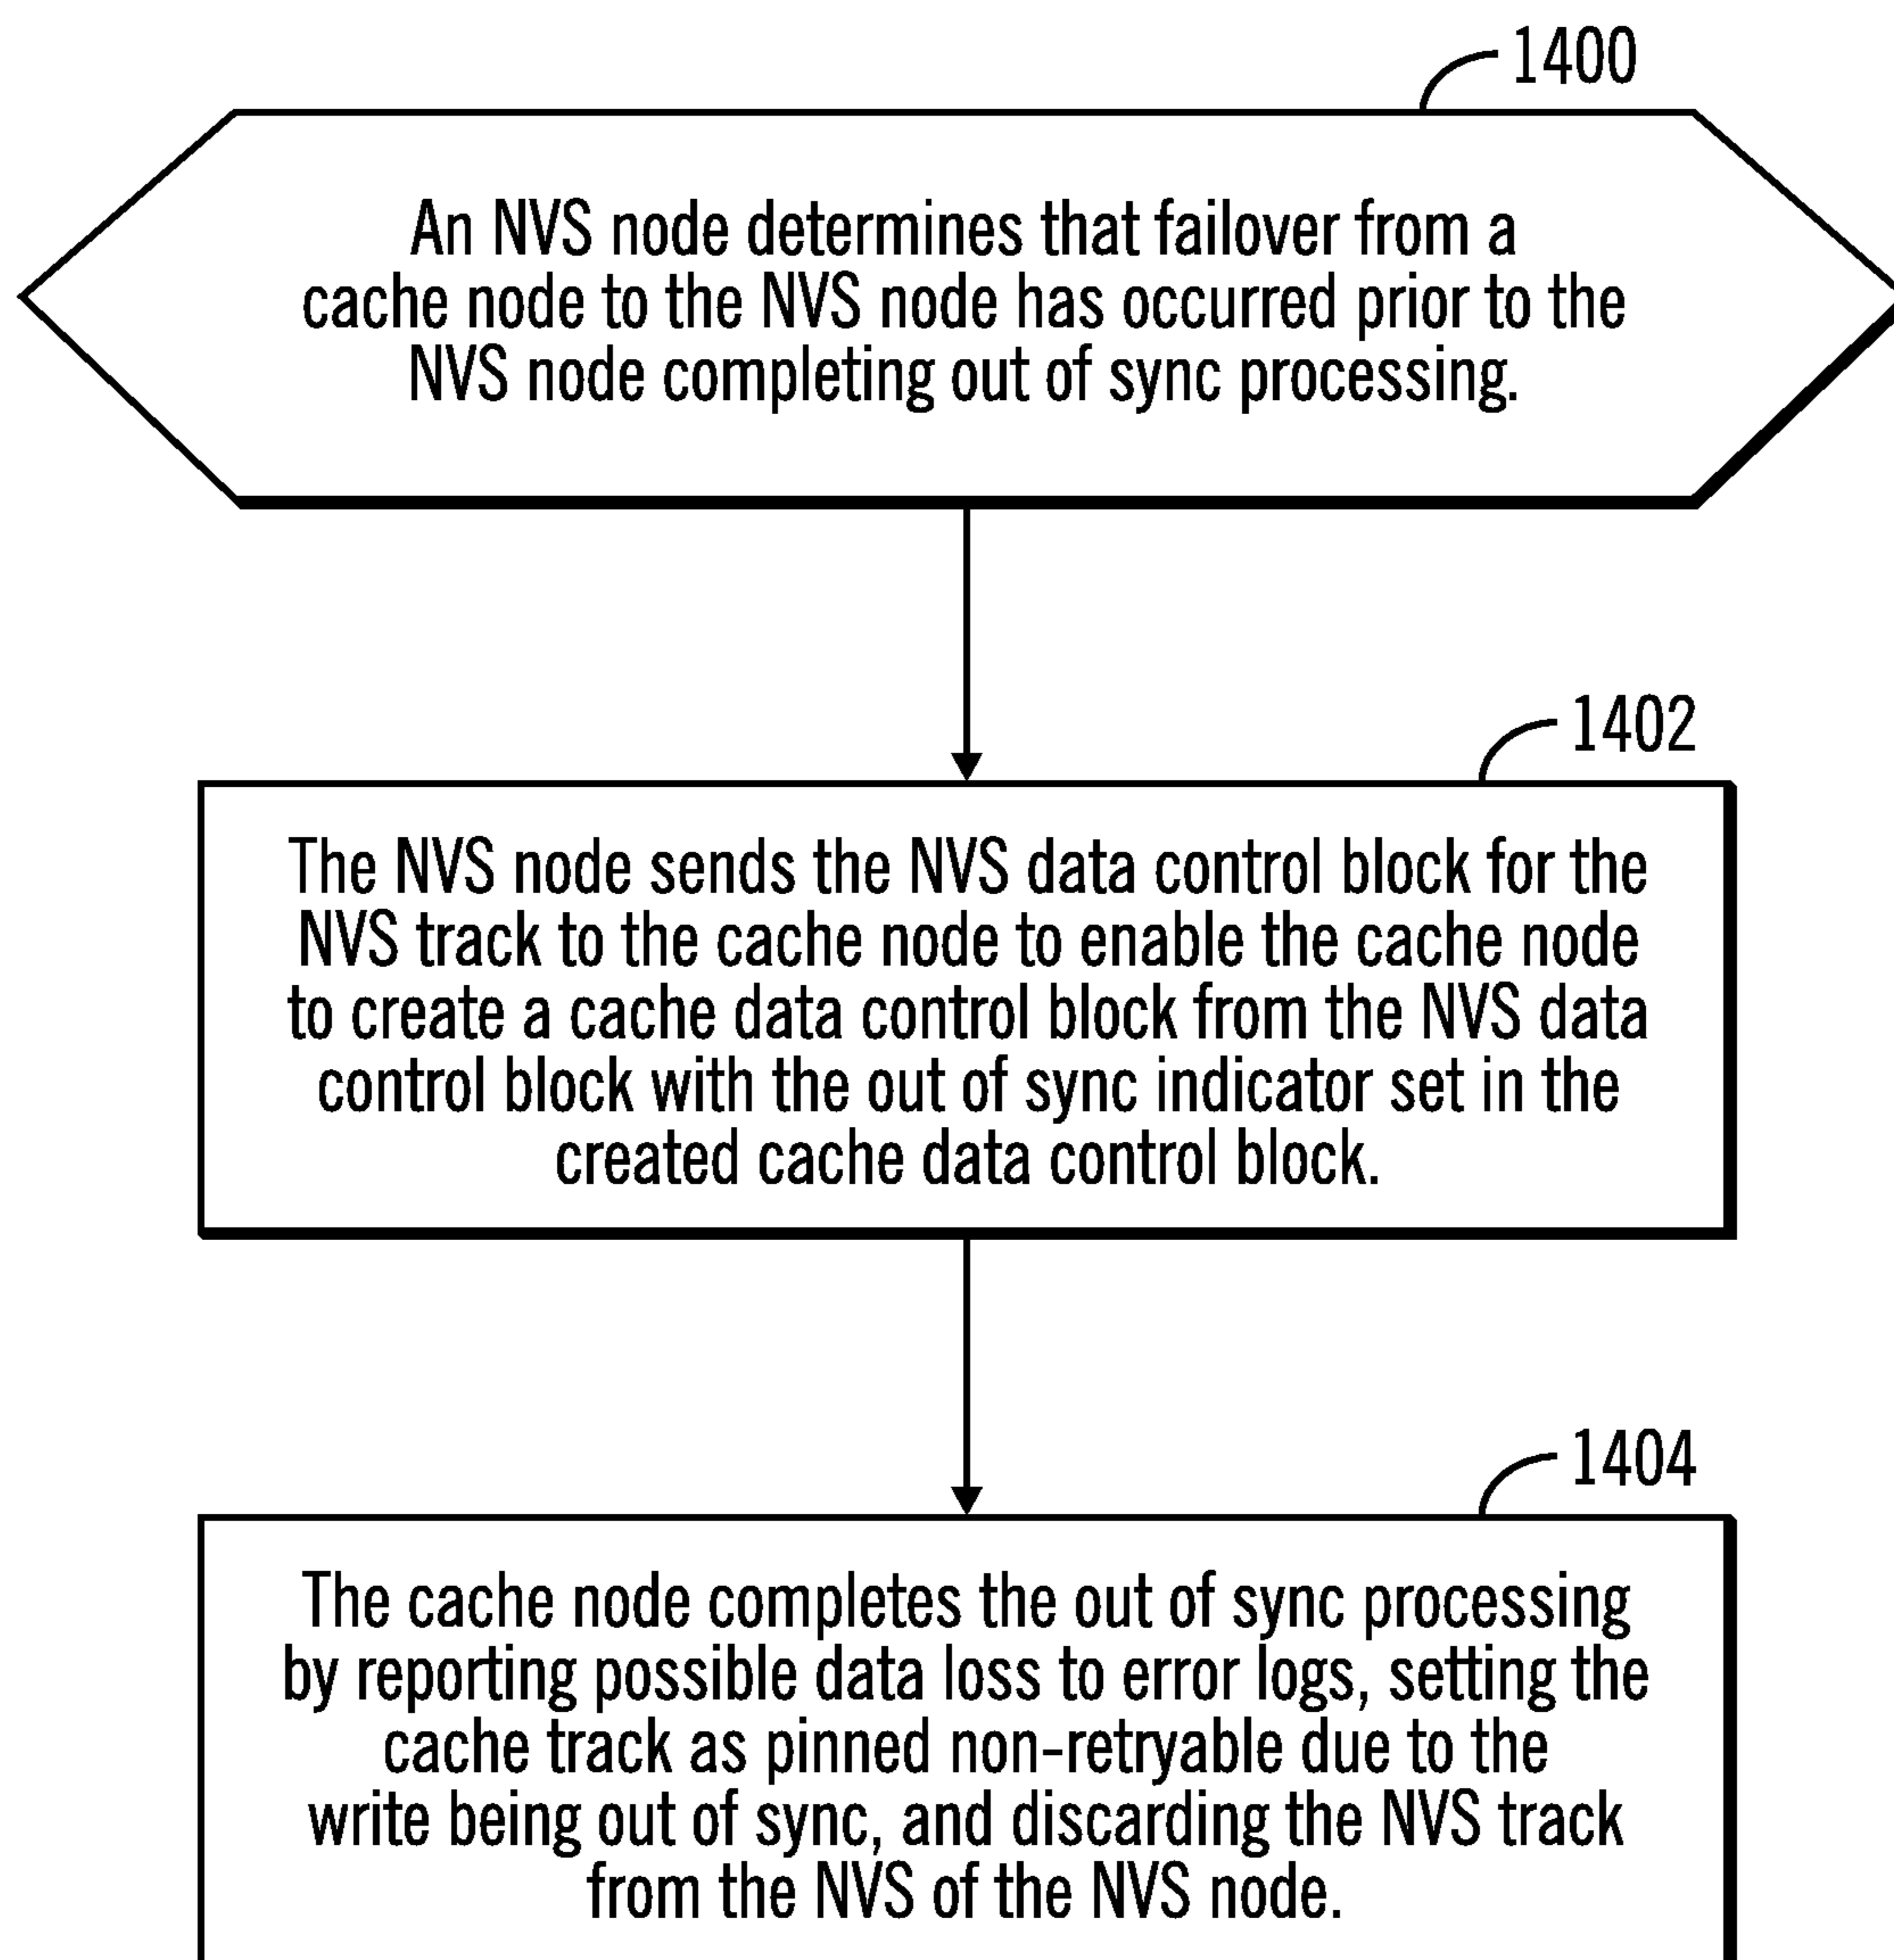 1400
An NVS node determines that failover from a
cache node to the NVS node has occurred prior to the
NVS node completing out of sync processing.
1402
The NVS node sends the NVS data control block for the
NVS track to the cache node to enable the cache node
to create a cache data control block from the NVS data
control block with the out of sync indicator set in the
created cache data control block.
1404
The cache node completes the out of sync processing
by reporting possible data loss to error logs, setting the
cache track as pinned non-retryable due to the
write being out of sync, and discarding the NVS track
from the NVS of the NVS node.